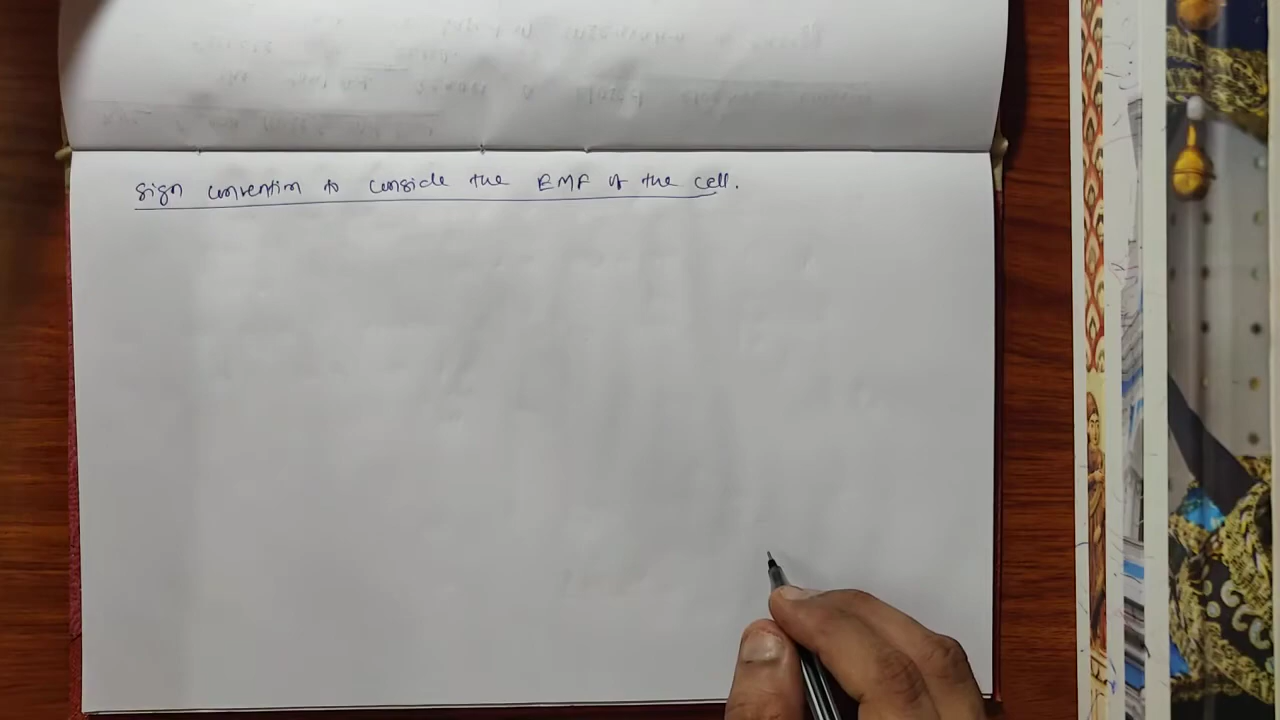 Sign convention to conside the EMF of the cell.